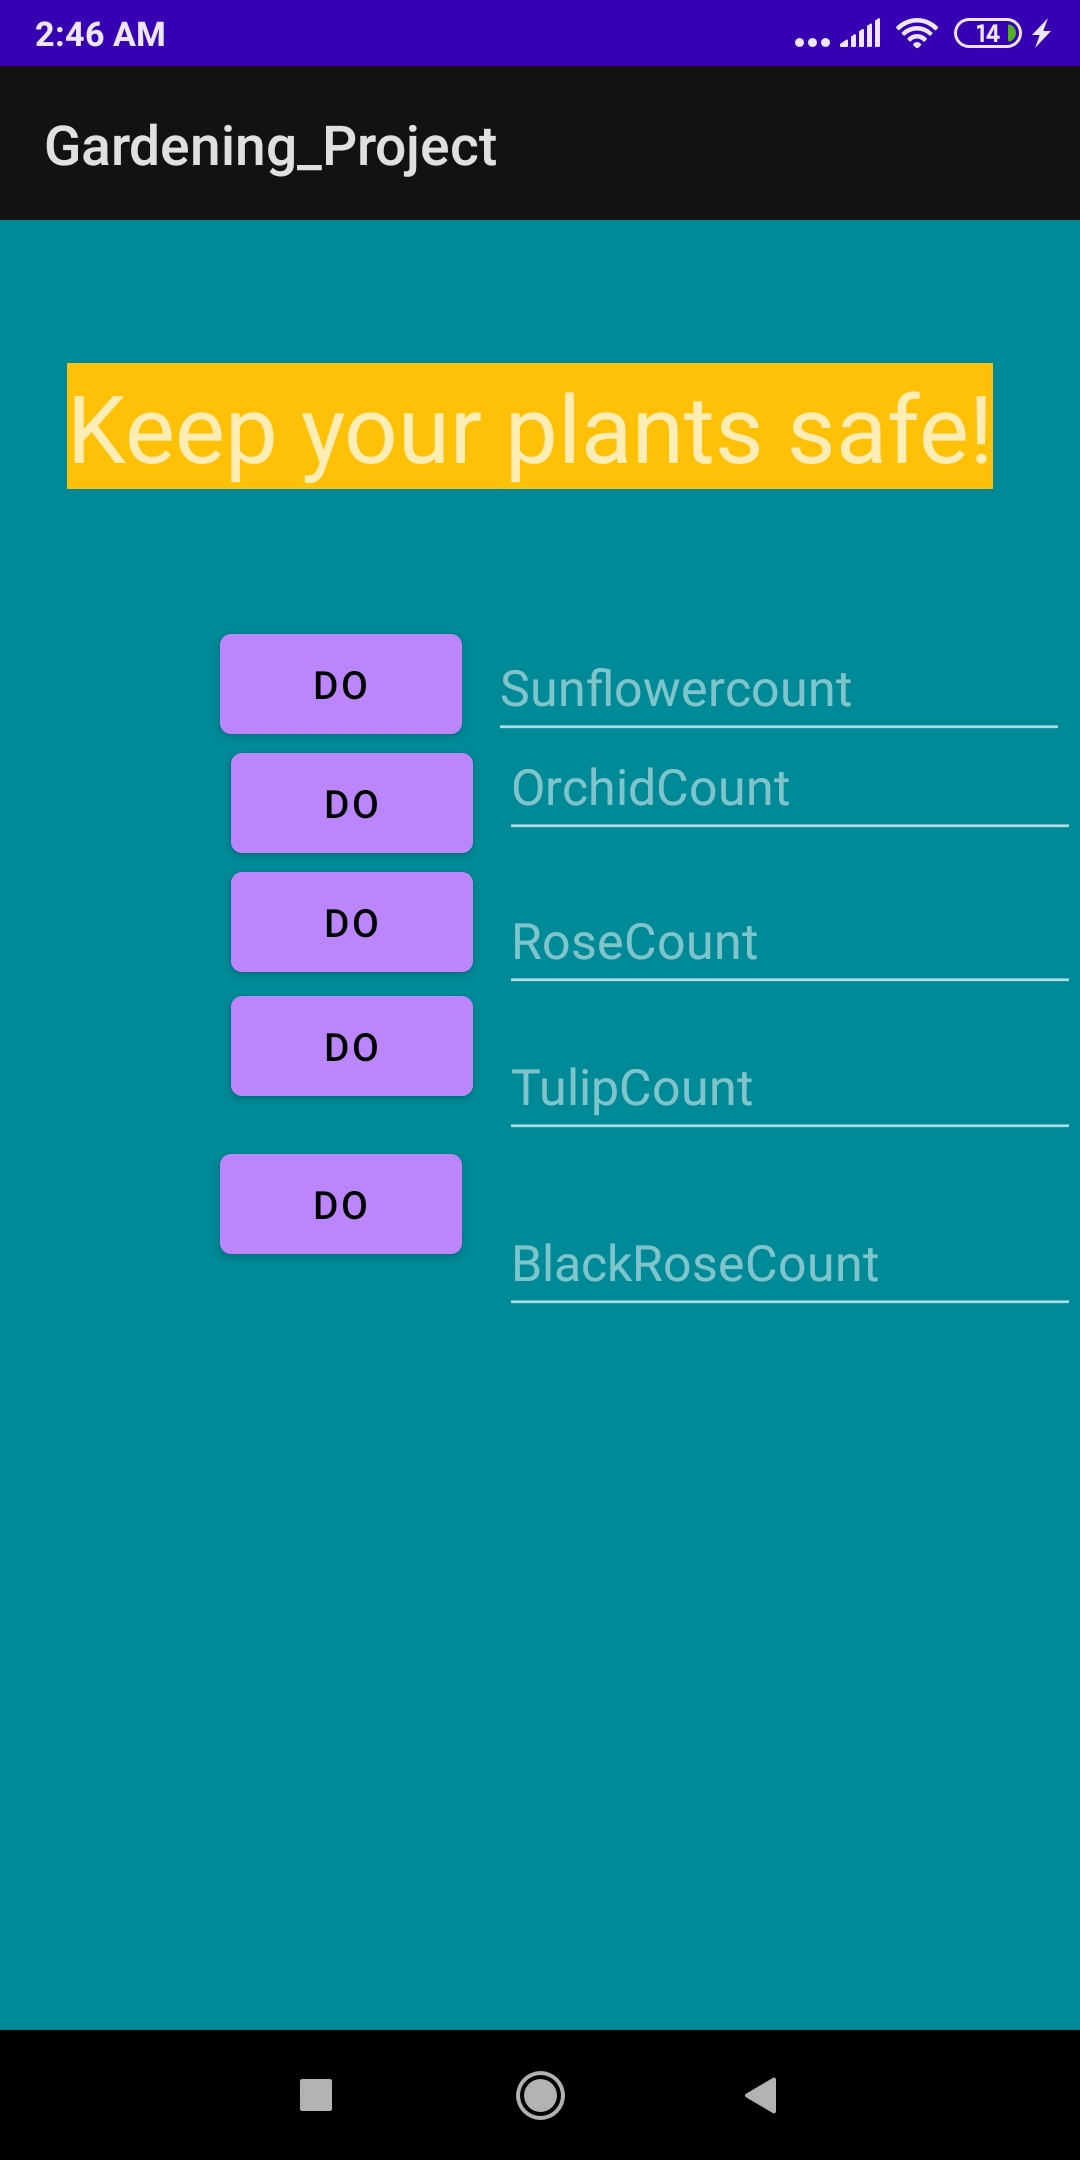 2:46 AM
14
Gardening_Project
Keep your plants safe!
DO
Sunflowercount
DO
OrchidCount
DO
RoseCount
DO
TulipCount
DO
BlackRoseCount